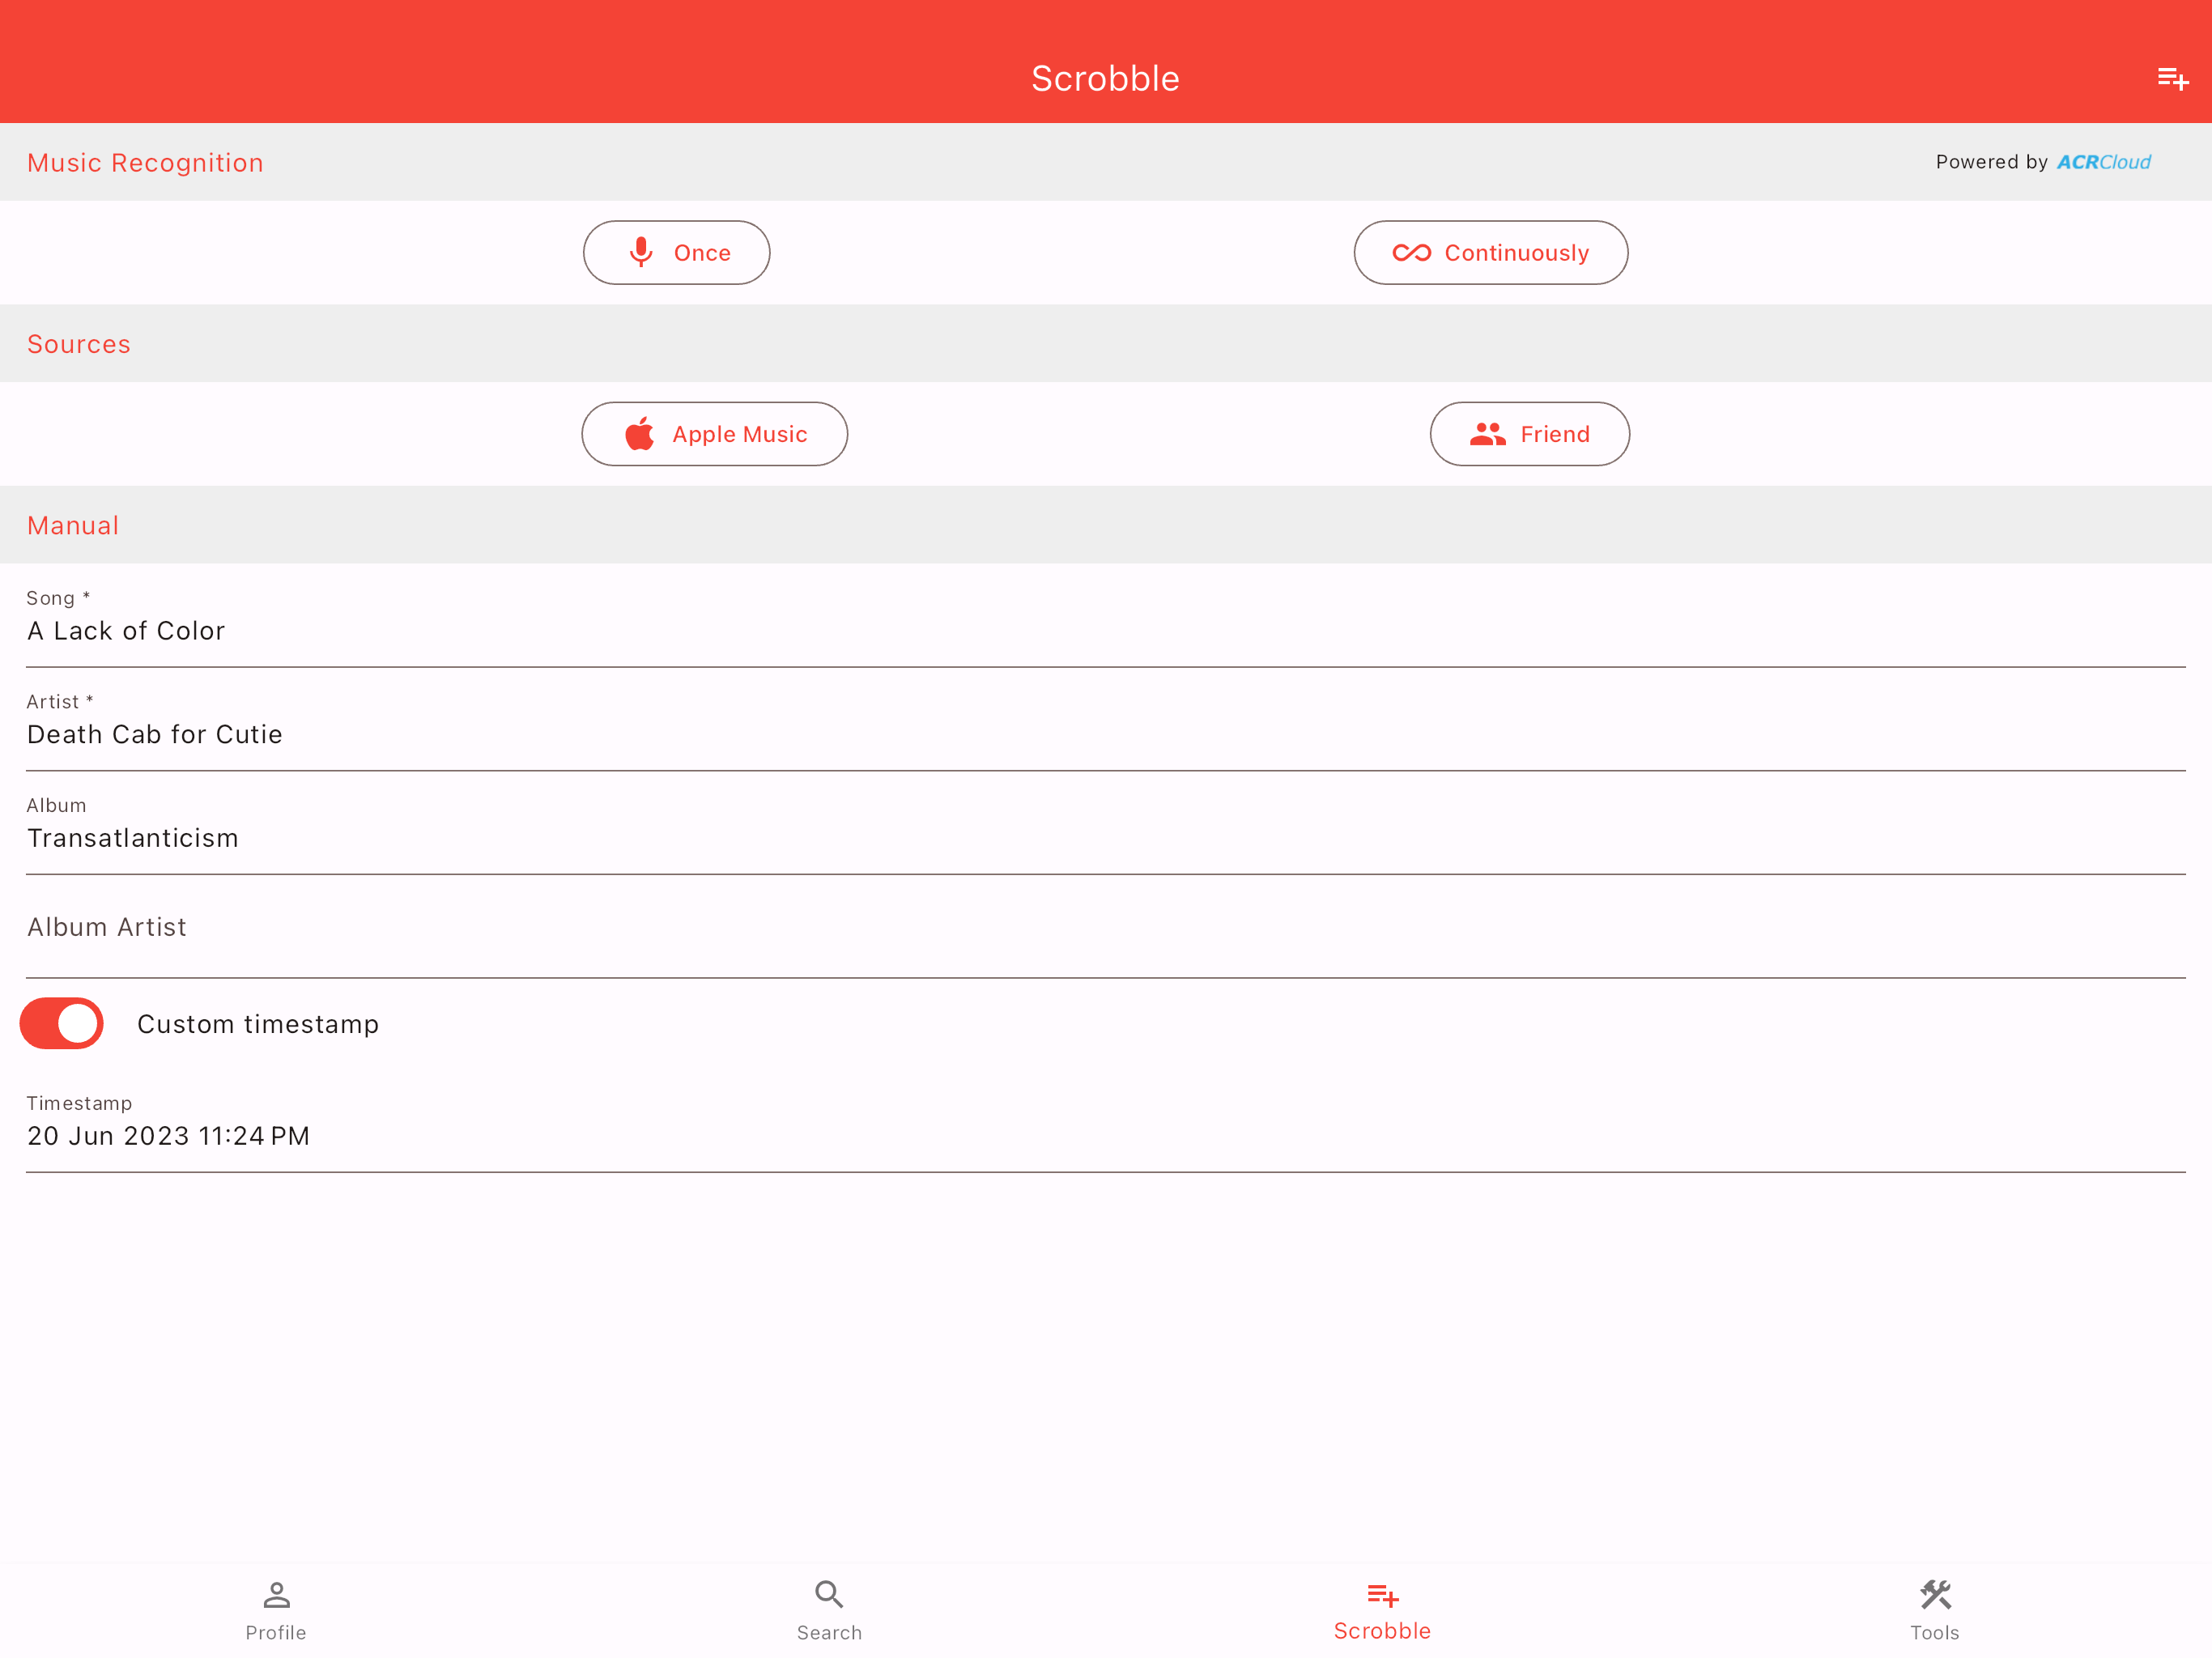 Scrobble
Music Recognition
Powered by ACRCloud
Once
Continuously
Sources
Apple Music
Friend
Manual
Song *
A Lack of Color
Artist *
Death Cab for Cutie
Album
Transatlanticism
Album Artist
Custom timestamp
Timestamp
20 Jun 2023 11:24 PM
Profile
Search
Scrobble
Tools